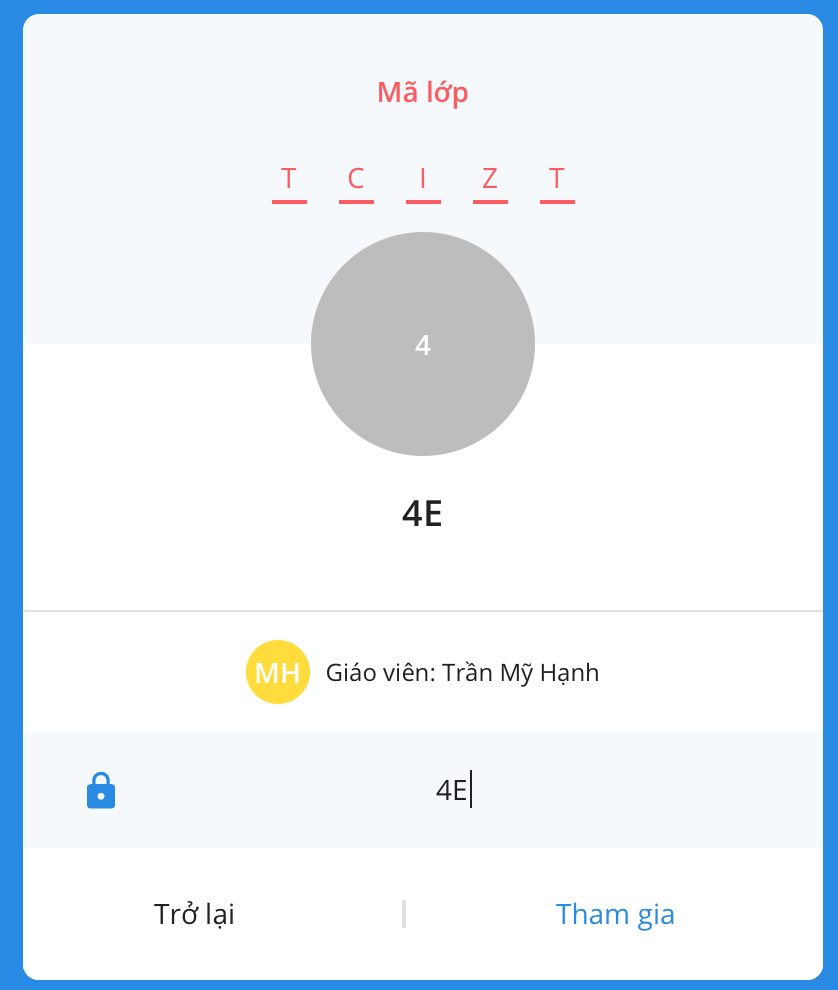 Mã lớp
T C I Z T
4
4E
MH Giáo viên: Trần Mỹ Hạnh
4E
Trở lại Tham gia